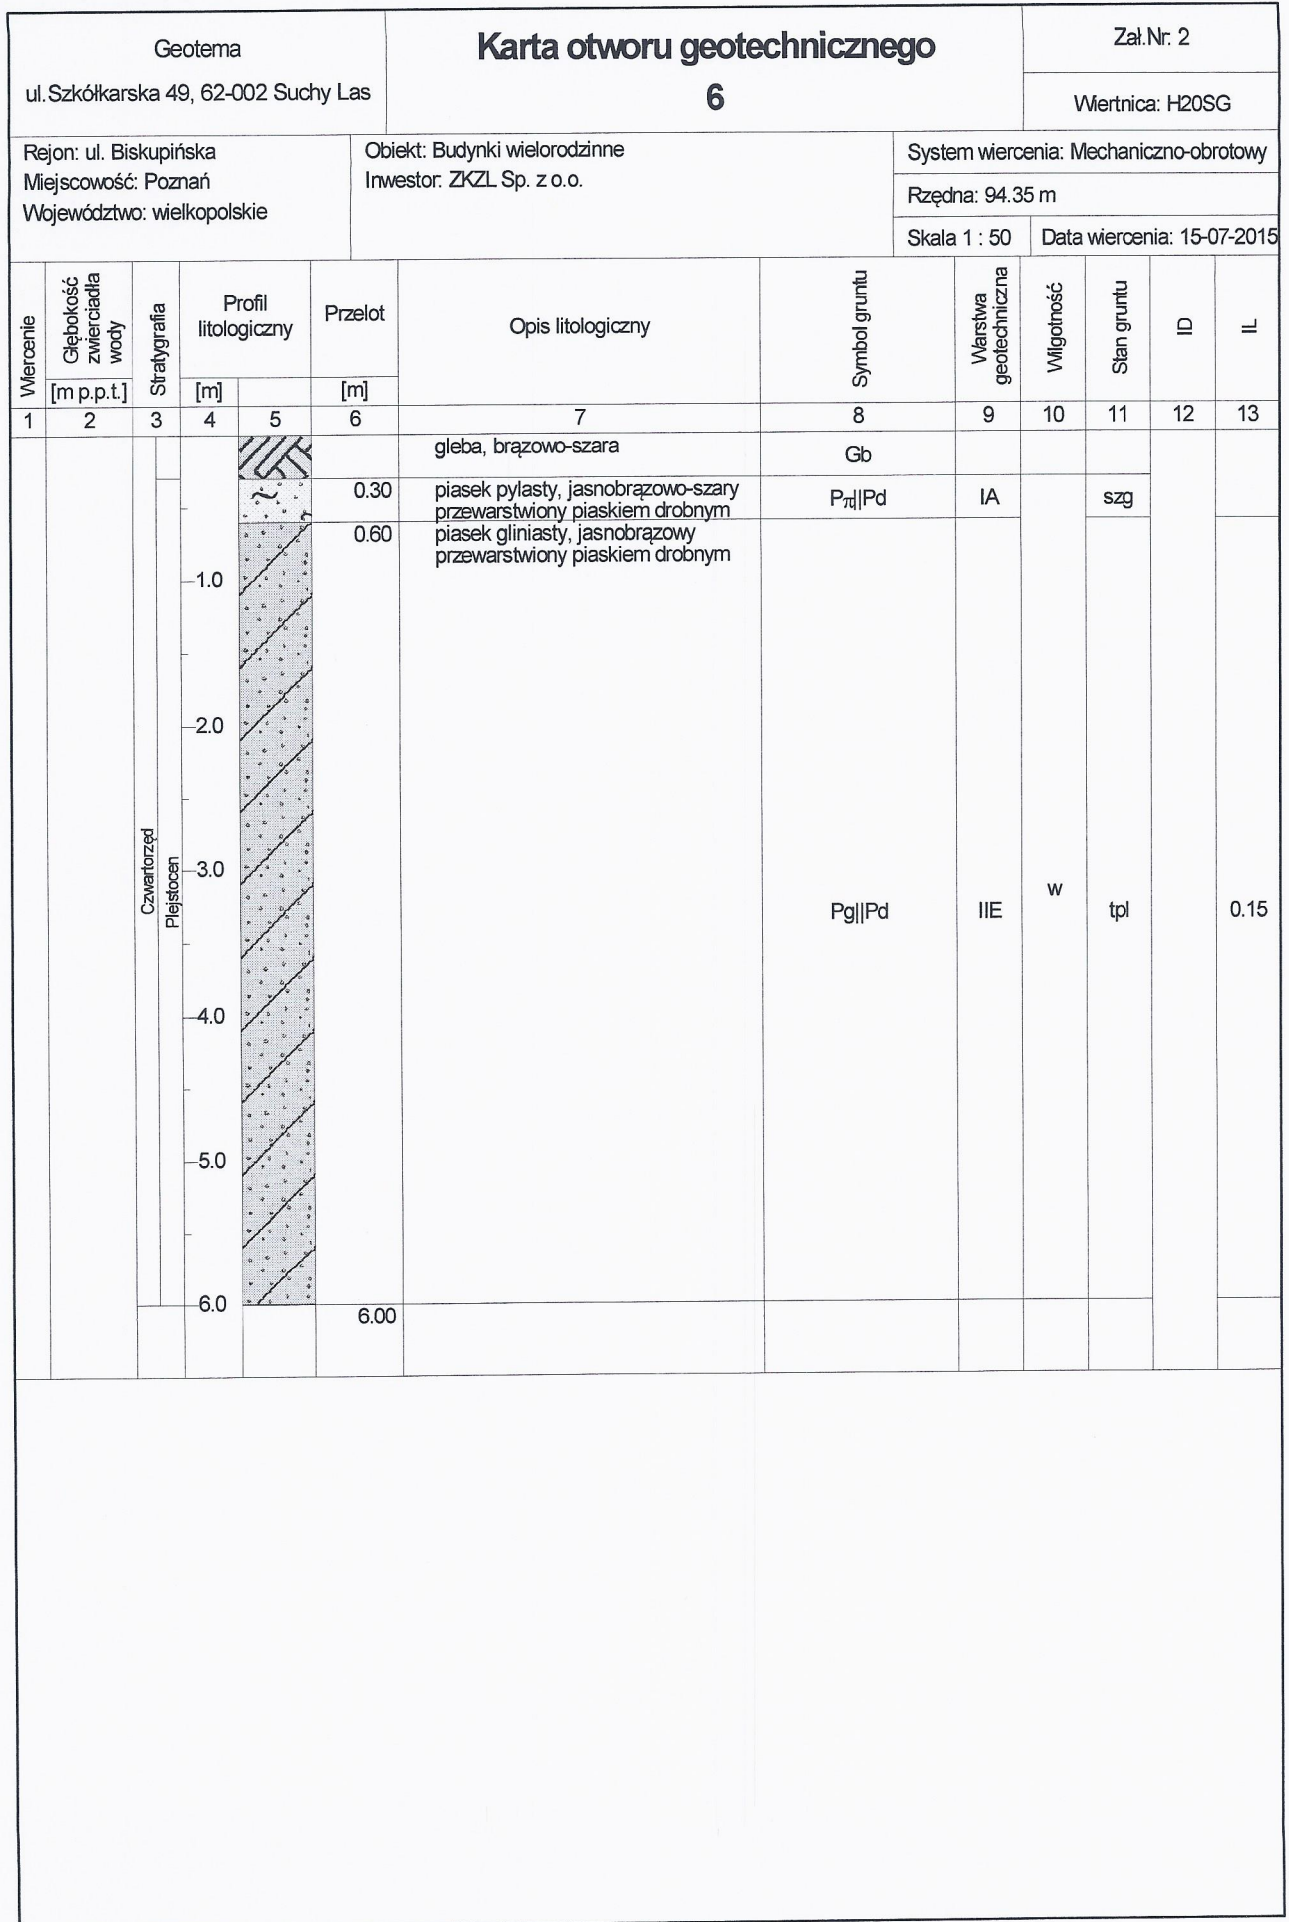 Geotema
ul.Szkółkarska 49, 62-002 Suchy Las
Karta otworu geotechnicznego
6
Zał.Nr: 2
Wiertnica: H20SG
Rejon: ul. Biskupińska
Miejscowość: Poznań
Województwo: wielkopolskie
Obiekt: Budynki wielorodzinne
Inwestor: ZKZL Sp. z o.o.
System wiercenia: Mechaniczno-obrotowy
Rzędna: 94.35 m
Skala 1 : 50
Data wiercenia: 15-07-2015
Wiercenie
Głębokość
zwierciadła
wody
[m p.p.t.]
Stratygrafia
Profil
litologiczny
[m]
Przelot
[m]
Opis litologiczny
Symbol gruntu
Warstwa
geotechniczna
Wilgotność
Stan gruntu
ID
IL
1 2 3 4 5 6 7 8 9 10 11 12 13
gleba, brązowo-szara Gb
0.30 piasek pylasty, jasnobrązowo-szary
przewarstwiony piaskiem drobnym
Pπ||Pd IA szg
0.60 piasek gliniasty, jasnobrązowy
przewarstwiony piaskiem drobnym
1.0
2.0
3.0
4.0
5.0
6.0
Czwartorzęd
Plejstocen
w
Pg||Pd IIE tpl 0.15
6.00